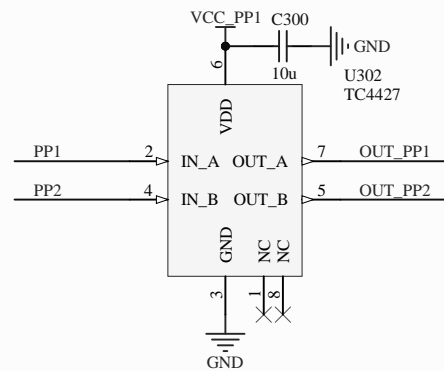 VCC_PP1
C300
GND
10u
6
U302
TC4427
VDD
PP1
2
IN_A
OUT_A
7
OUT_PP1
PP2
4
IN_B
OUT_B
5
OUT_PP2
GND
NC
NC
3
1
8
GND